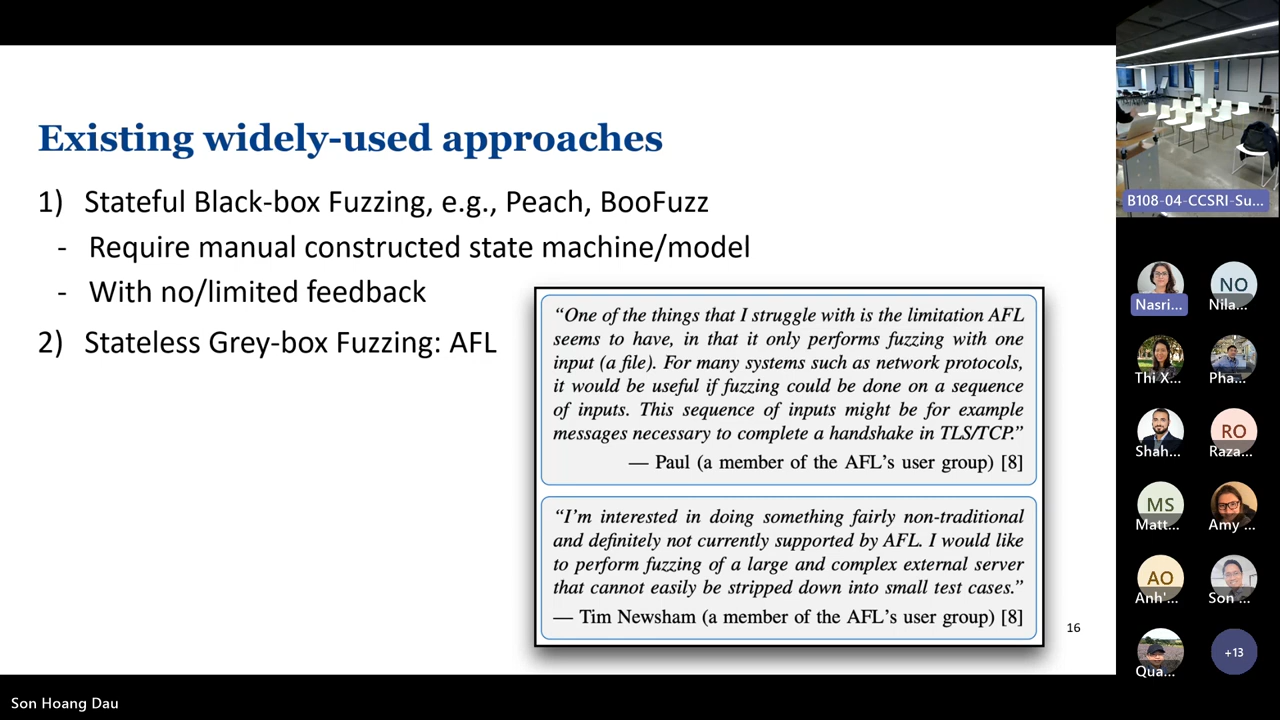 Existing widely-used approaches
1) Stateful Black-box Fuzzing, e.g., Peach, BooFuzz
- Require manual constructed state machine/model
- With no/limited feedback
2) Stateless Grey-box Fuzzing: AFL
“One of the things that I struggle with is the limitation AFL
seems to have, in that it only performs fuzzing with one
input (a file). For many systems such as network protocols,
it would be useful if fuzzing could be done on a sequence
of inputs. This sequence of inputs might be for example
messages necessary to complete a handshake in TLS/TCP.”
— Paul (a member of the AFL’s user group) [8]
“I’m interested in doing something fairly non-traditional
and definitely not currently supported by AFL. I would like
to perform fuzzing of a large and complex external server
that cannot easily be stripped down into small test cases.”
— Tim Newsham (a member of the AFL’s user group) [8]
16
B108-04-CCSRI-Su...
Nasri...
NO
Nila...
Thi X...
Pha...
Shah...
RO
Raza...
MS
Matt...
Amy ...
AO
Anh'...
Son ...
Qua...
+13
Son Hoang Dau